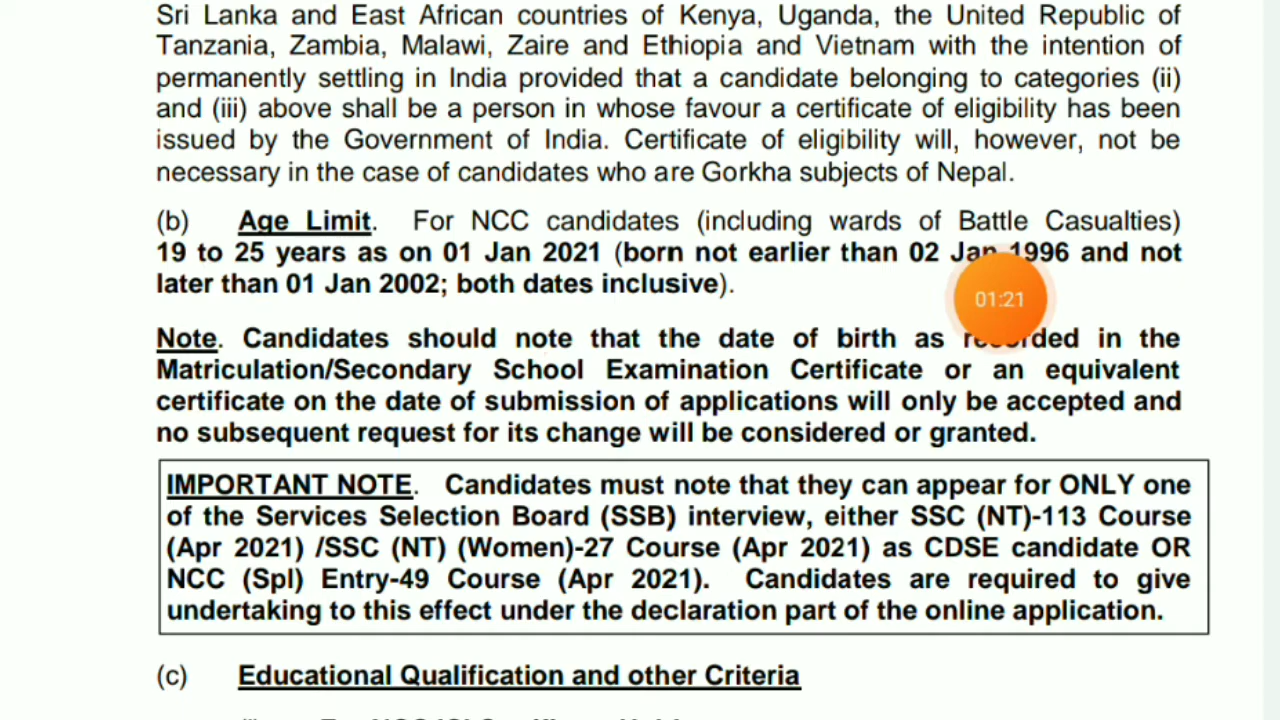 Sri Lanka and East African countries of Kenya, Uganda, the United Republic of
Tanzania, Zambia, Malawi, Zaire and Ethiopia and Vietnam with the intention of
permanently settling in India provided that a candidate belonging to categories (ii)
and (iii) above shall be a person in whose favour a certificate of eligibility has been
issued by the Government of India. Certificate of eligibility will, however, not be
necessary in the case of candidates who are Gorkha subjects of Nepal.
(b) Age Limit. For NCC candidates (including wards of Battle Casualties)
19 to 25 years as on 01 Jan 2021 (born not earlier than 02 Jan 1996 and not
later than 01 Jan 2002; both dates inclusive).
01:21
Note. Candidates should note that the date of birth as recorded in the
Matriculation/Secondary School Examination Certificate or an equivalent
certificate on the date of submission of applications will only be accepted and
no subsequent request for its change will be considered or granted.
IMPORTANT NOTE. Candidates must note that they can appear for ONLY one
of the Services Selection Board (SSB) interview, either SSC (NT)-113 Course
(Apr 2021) /SSC (NT) (Women)-27 Course (Apr 2021) as CDSE candidate OR
NCC (Spl) Entry-49 Course (Apr 2021). Candidates are required to give
undertaking to this effect under the declaration part of the online application.
(c) Educational Qualification and other Criteria